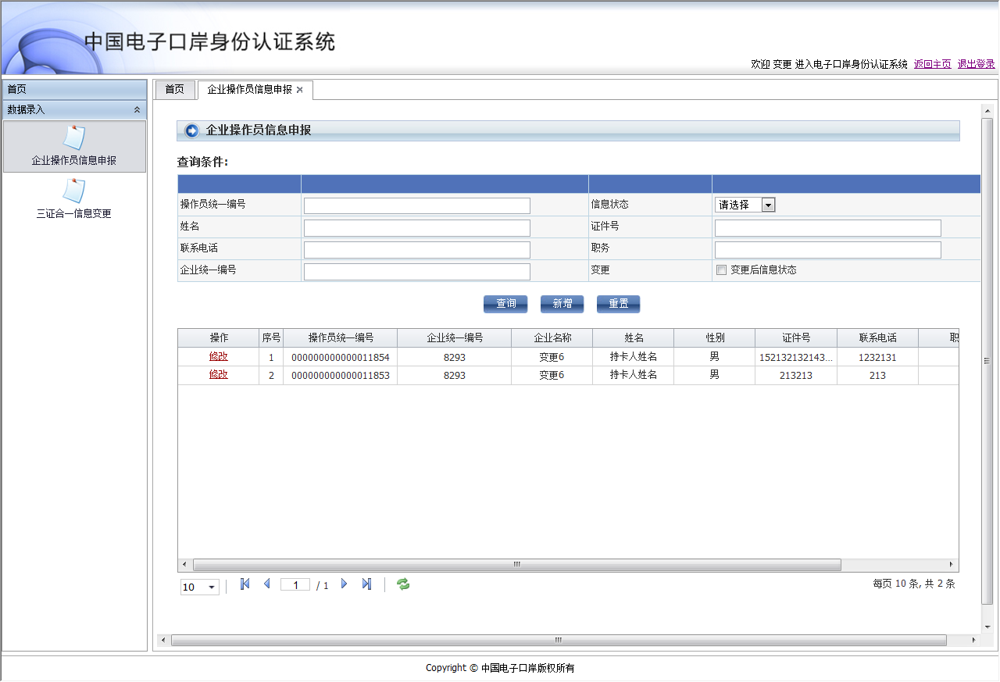 中国电子口岸身份认证系统
欢迎 变更 进入电子口岸身份认证系统 返回主页 退出登录
首页
数据录入
企业操作员信息申报
三证合一信息变更
首页 企业操作员信息申报
企业操作员信息申报
查询条件:
操作员统一编号 信息状态 请选择
姓名 证件号
联系电话 职务
企业统一编号 变更 变更后信息状态
查询 新增 重置
操作 序号 操作员统一编号 企业统一编号 企业名称 姓名 性别 证件号 联系电话 职
修改 1 000000000000011854 8293 变更6 持卡人姓名 男 152132132143... 1232131
修改 2 000000000000011853 8293 变更6 持卡人姓名 男 213213 213
10 1 / 1 每页 10 条, 共 2 条
Copyright © 中国电子口岸版权所有